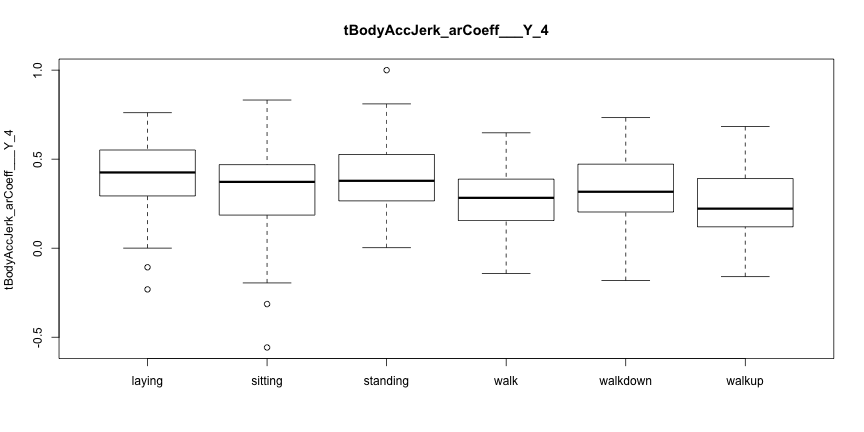 tBodyAccJerk_arCoeff___Y_4
tBodyAccJerk_arCoeff___Y_4
1.0
0.5
0.0
-0.5
laying sitting standing walk walkdown walkup